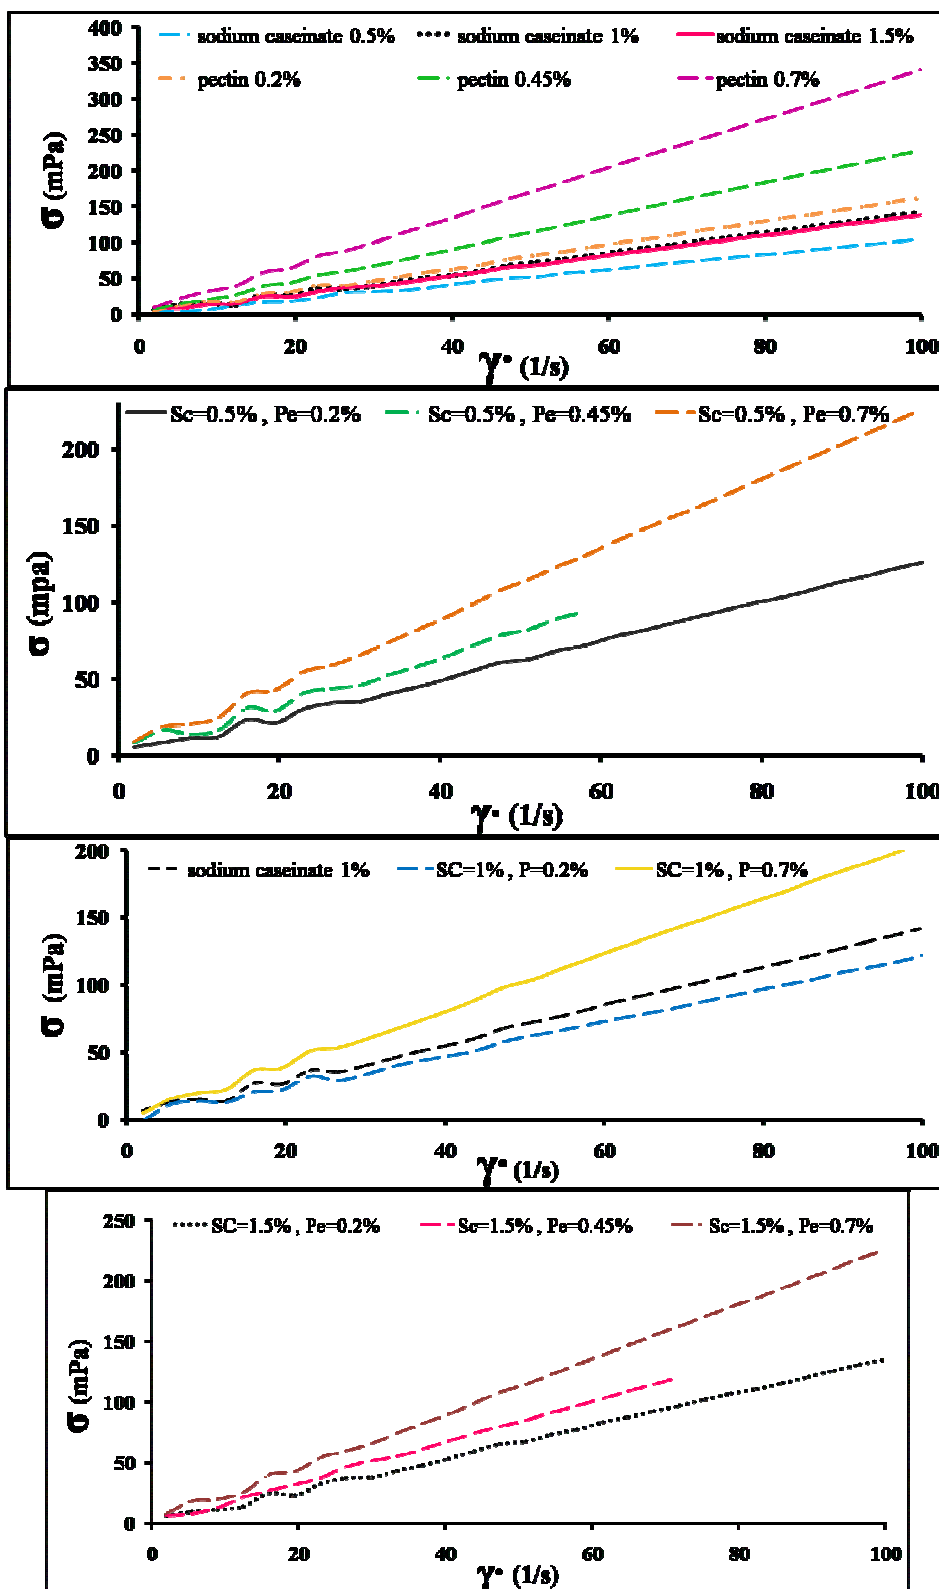 400
sodium caseinate 0.5% sodium caseinate 1% sodium caseinate 1.5%
350
pectin 0.2% pectin 0.45% pectin 0.7%
300
250
200
150
100
50
0
σ (mPa)
0 20 40 60 80 100
γ• (1/s)
Sc=0.5% , Pe=0.2% Sc=0.5% , Pe=0.45% Sc=0.5% , Pe=0.7%
200
150
100
50
0
σ (mpa)
0 20 40 60 80 100
γ• (1/s)
200
sodium caseinate 1% SC=1% , P=0.2% SC=1% , P=0.7%
150
100
50
0
σ (mPa)
0 20 40 60 80 100
γ• (1/s)
250
SC=1.5% , Pe=0.2% Sc=1.5% , Pe=0.45% Sc=1.5% , Pe=0.7%
200
150
100
50
0
σ (mPa)
0 20 40 60 80 100
γ• (1/s)